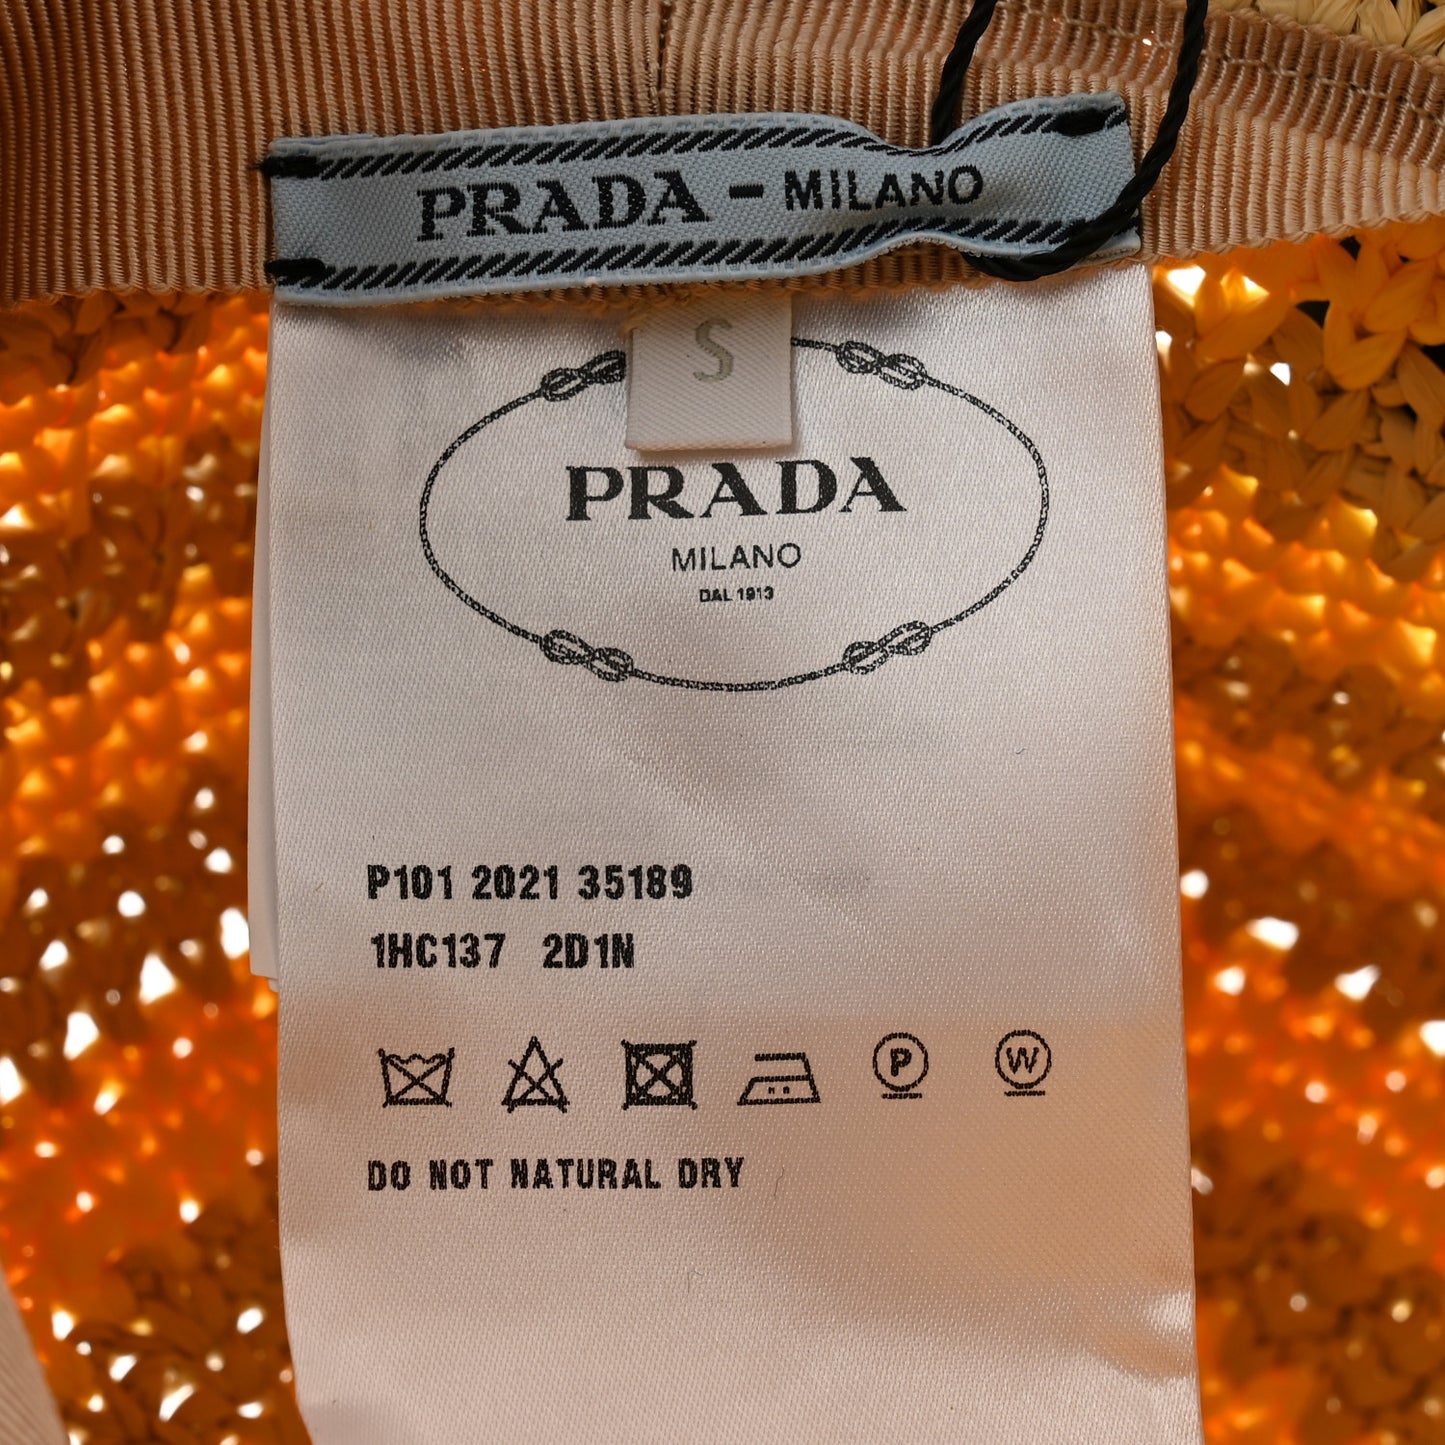 PRADA - MILANO
S
PRADA
MILANO
DAL 1913
P101 2021 35189
1HC137 2D1N
P W
DO NOT NATURAL DRY